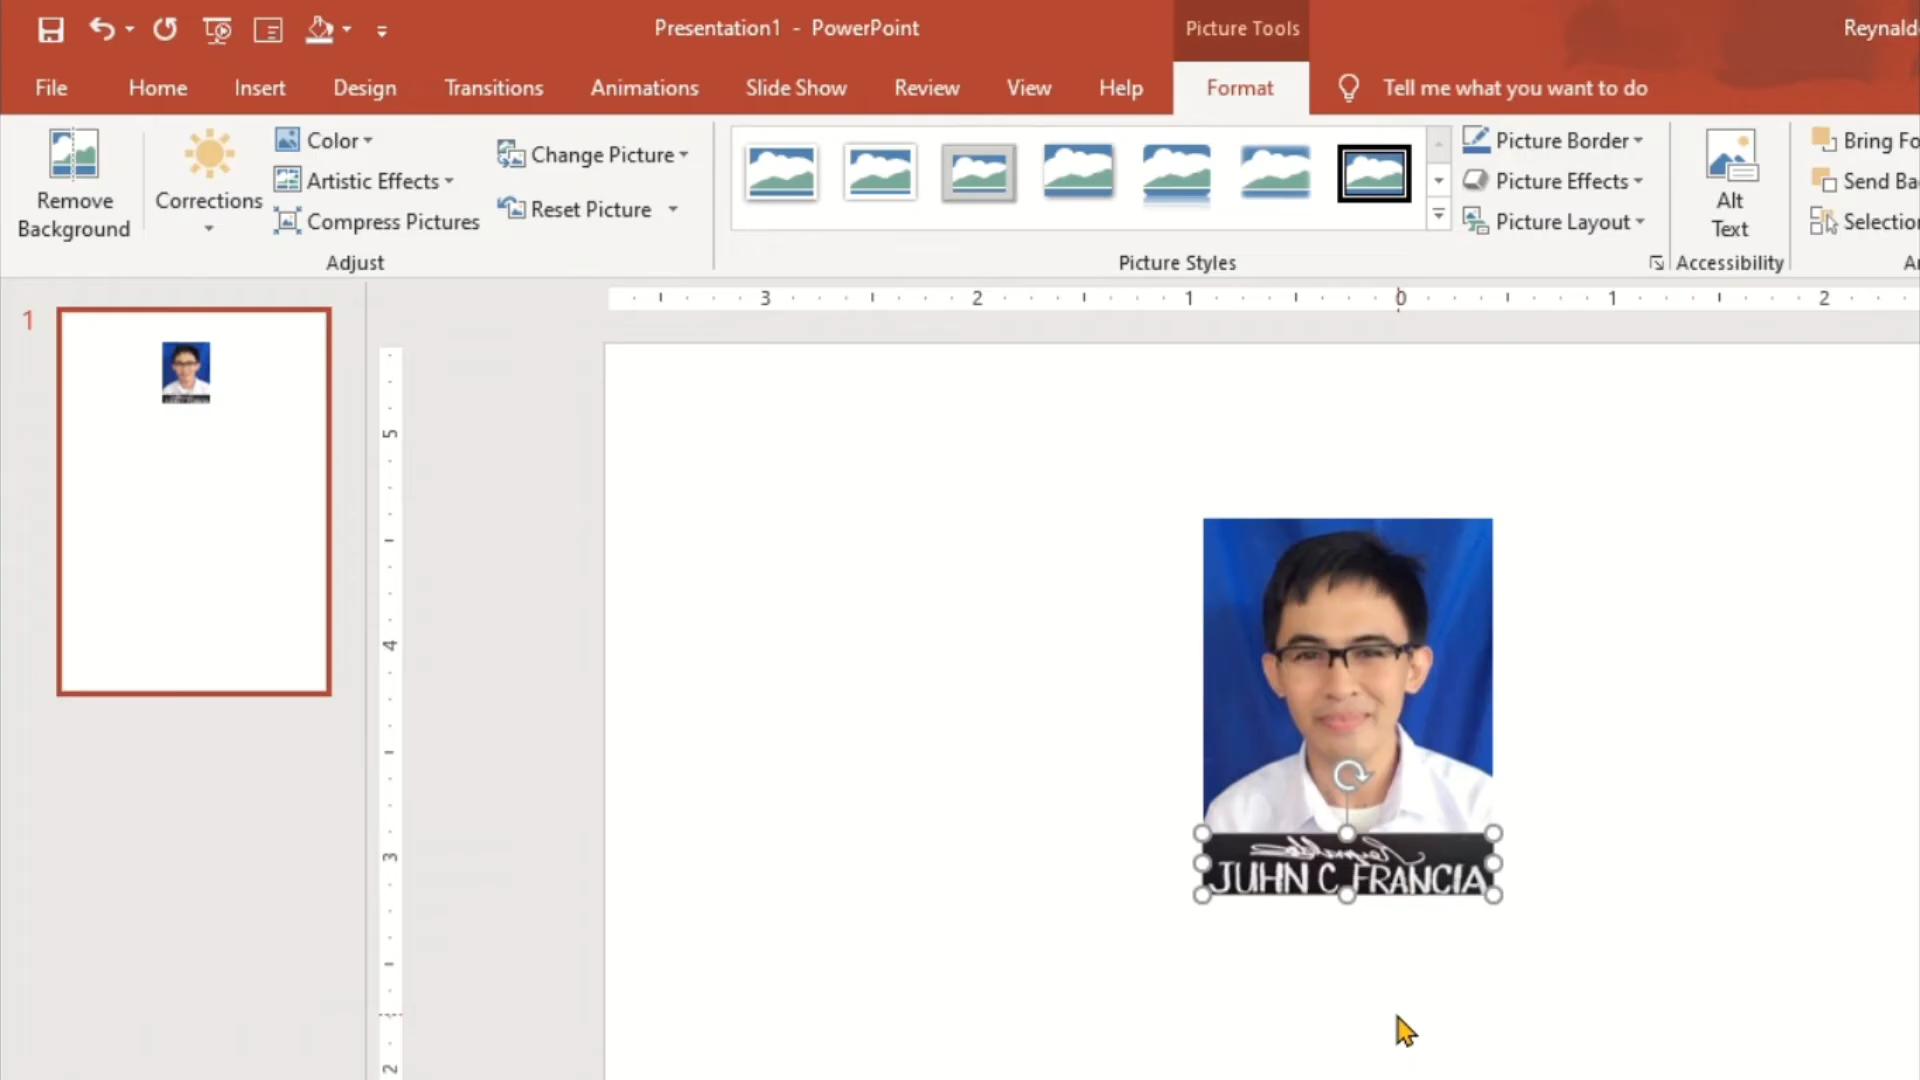 Presentation1 - PowerPoint
Picture Tools
Reynald
File Home Insert Design Transitions Animations Slide Show Review View Help Format Tell me what you want to do
Remove Background
Corrections
Color
Artistic Effects
Compress Pictures
Change Picture
Reset Picture
Adjust
Picture Styles
Picture Border
Picture Effects
Picture Layout
Alt Text
Accessibility
Bring Fo
Send Ba
Selection
A
3 2 1 0 1 2
1
5
4
3
2
JUHN C FRANCIA